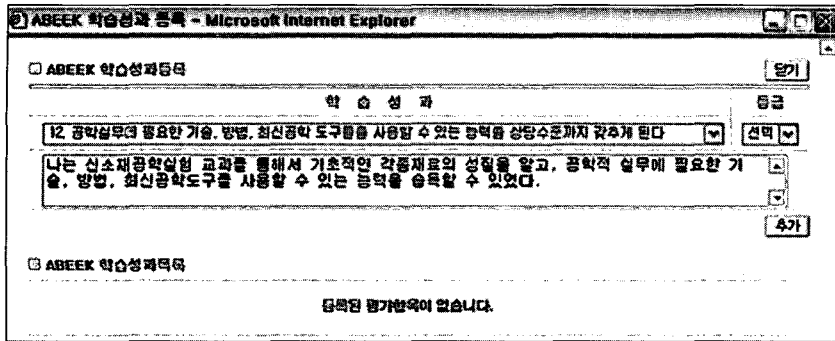 ABEEK 학습성과 등록 - Microsoft Internet Explorer
ABEEK 학습성과등록
닫기
학 습 성 과
등급
12. 공학실무에 필요한 기술, 방법, 최신공학 도구들을 사용할 수 있는 능력을 상당수준까지 갖추게 된다
선택
나는 신소재공학실험 교과를 통해서 기초적인 각종재료의 성질을 알고, 공학적 실무에 필요한 기
술, 방법, 최신공학도구를 사용할 수 있는 능력을 습득할 수 있었다.
추가
ABEEK 학습성과목록
등록된 평가항목이 없습니다.